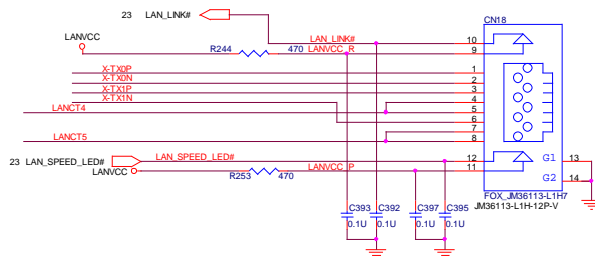 23 LAN_LINK#
CN18
LANVCC
LAN_LINK# 10
R244 470 LANVCC_R 9
X-TX0P 1
X-TX0N 2
X-TX1P 3
X-TX1N 4
LANCT4 5
6
7
LANCT5 8
23 LAN_SPEED_LED# LAN_SPEED_LED# 12 G1 13
LANVCC R253 470 LANVCC_P 11
G2 14
FOX_JM36113-L1H7
JM36113-L1H-12P-V
C393 C392 C397 C395
0.1U 0.1U 0.1U 0.1U